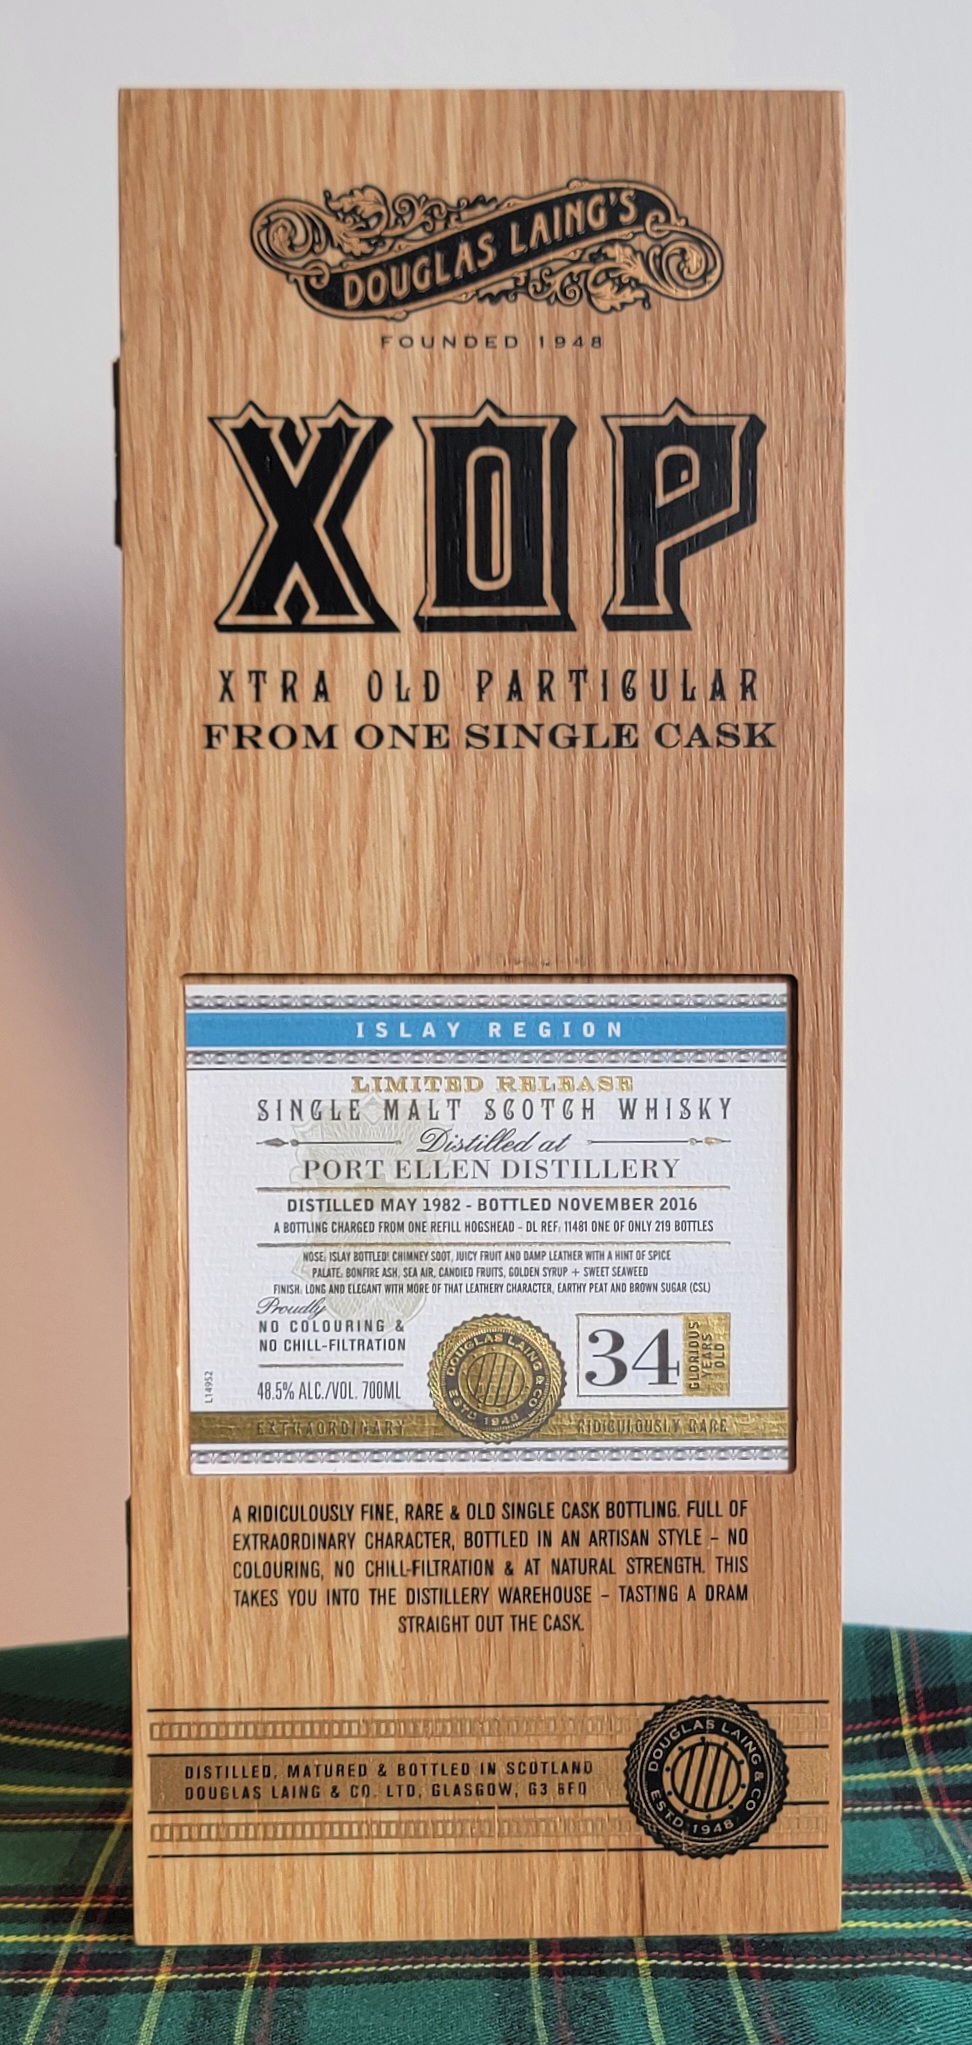 DOUGLAS LAING'S
FOUNDED 1948
XOP
XTRA OLD PARTICULAR
FROM ONE SINGLE CASK
ISLAY REGION
LIMITED RELEASE
SINGLE MALT SCOTCH WHISKY
Distilled at
PORT ELLEN DISTILLERY
DISTILLED MAY 1982 - BOTTLED NOVEMBER 2016
A BOTTLING CHARGED FROM ONE REFILL HOGSHEAD - DL REF: 11481 ONE OF ONLY 219 BOTTLES
NOSE: ISLAY BOTTLED! CHIMNEY SOOT, JUICY FRUIT AND DAMP LEATHER WITH A HINT OF SPICE
PALATE: BONFIRE ASH, SEA AIR, CANDIED FRUITS, GOLDEN SYRUP + SWEET SEAWEED
FINISH: LONG AND ELEGANT WITH MORE OF THAT LEATHERY CHARACTER, EARTHY PEAT AND BROWN SUGAR (CSL)
Proudly
NO COLOURING &
NO CHILL-FILTRATION
48.5% ALC./VOL. 700ML
L14952
DOUGLAS LAING & CO.
ESTD 1948
34
GLORIOUS
YEARS
OLD
EXTRAORDINARY
RIDICULOUSLY RARE
A RIDICULOUSLY FINE, RARE & OLD SINGLE CASK BOTTLING. FULL OF
EXTRAORDINARY CHARACTER, BOTTLED IN AN ARTISAN STYLE – NO
COLOURING, NO CHILL-FILTRATION & AT NATURAL STRENGTH. THIS
TAKES YOU INTO THE DISTILLERY WAREHOUSE – TASTING A DRAM
STRAIGHT OUT THE CASK.
DISTILLED, MATURED & BOTTLED IN SCOTLAND
DOUGLAS LAING & CO. LTD, GLASGOW, G3 6FQ
DOUGLAS LAING & CO
ESTD 1948